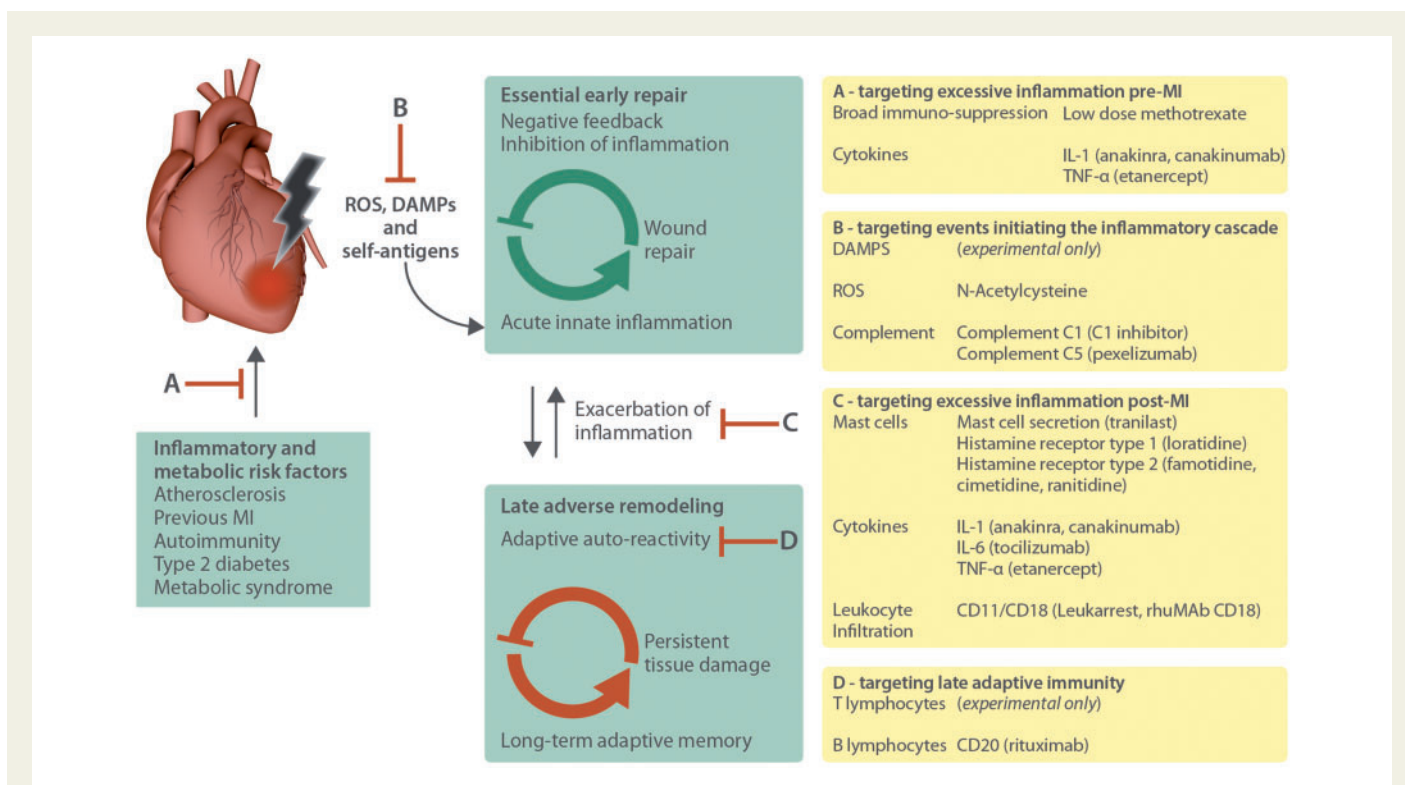 B
ROS, DAMPs
and
self-antigens
A
Inflammatory and
metabolic risk factors
Atherosclerosis
Previous MI
Autoimmunity
Type 2 diabetes
Metabolic syndrome
Essential early repair
Negative feedback
Inhibition of inflammation
Wound
repair
Acute innate inflammation
Exacerbation of
inflammation
C
Late adverse remodeling
Adaptive auto-reactivity
D
Persistent
tissue damage
Long-term adaptive memory
A - targeting excessive inflammation pre-MI
Broad immuno-suppression Low dose methotrexate
Cytokines IL-1 (anakinra, canakinumab)
TNF-α (etanercept)
B - targeting events initiating the inflammatory cascade
DAMPS (experimental only)
ROS N-Acetylcysteine
Complement Complement C1 (C1 inhibitor)
Complement C5 (pexelizumab)
C - targeting excessive inflammation post-MI
Mast cells Mast cell secretion (tranilast)
Histamine receptor type 1 (loratidine)
Histamine receptor type 2 (famotidine,
cimetidine, ranitidine)
Cytokines IL-1 (anakinra, canakinumab)
IL-6 (tocilizumab)
TNF-α (etanercept)
Leukocyte CD11/CD18 (Leukarrest, rhuMAb CD18)
Infiltration
D - targeting late adaptive immunity
T lymphocytes (experimental only)
B lymphocytes CD20 (rituximab)